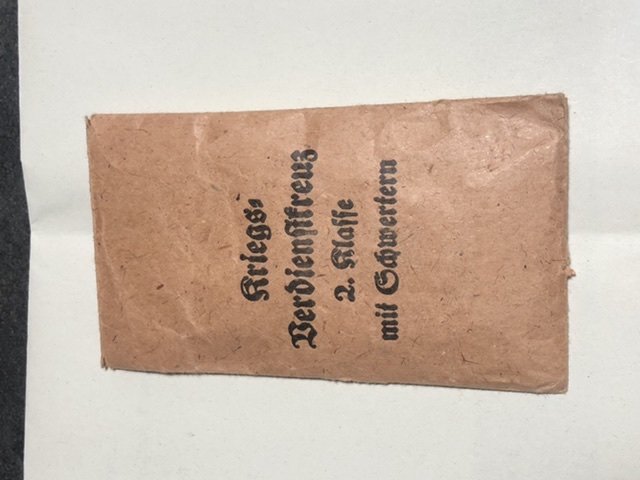 Kriegs-
Verdienstkreuz
2. Klasse
mit Schwertern